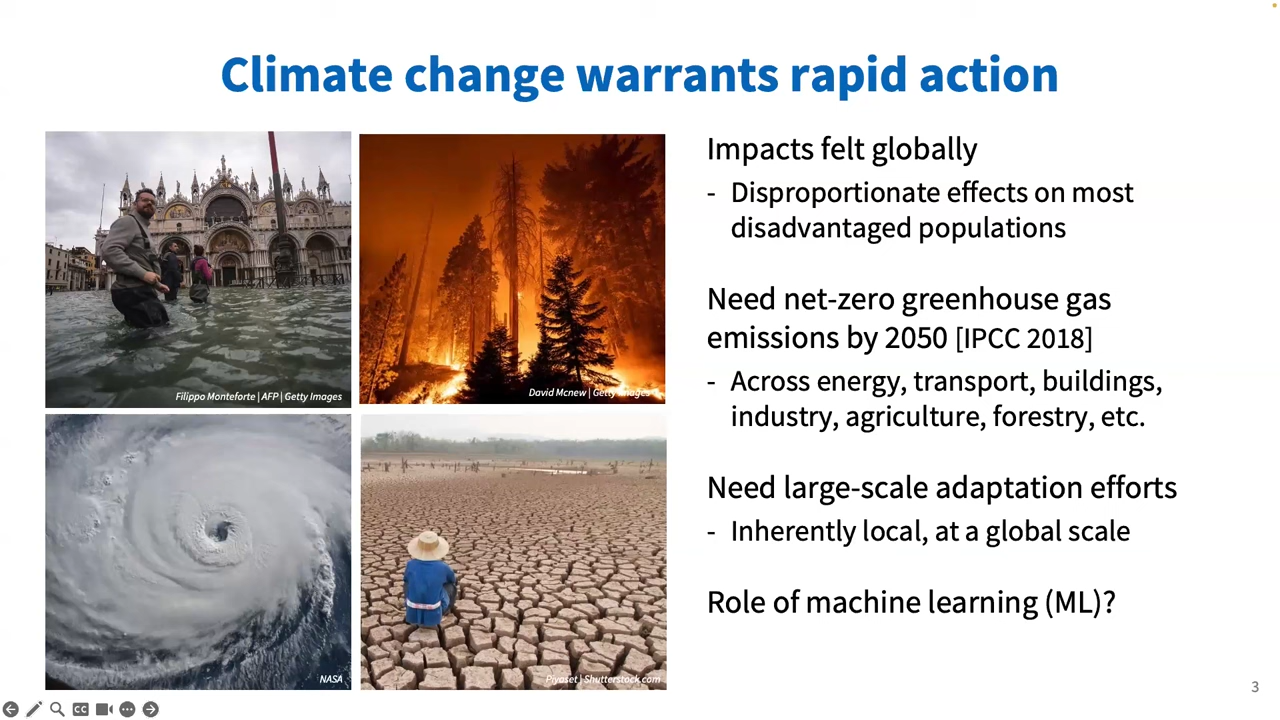 Climate change warrants rapid action
Filippo Monteforte | AFP | Getty Images
David Mcnew | Getty Images
NASA
Piyaset | Shutterstock.com
Impacts felt globally
- Disproportionate effects on most
disadvantaged populations
Need net-zero greenhouse gas
emissions by 2050 [IPCC 2018]
- Across energy, transport, buildings,
industry, agriculture, forestry, etc.
Need large-scale adaptation efforts
- Inherently local, at a global scale
Role of machine learning (ML)?
3
CC